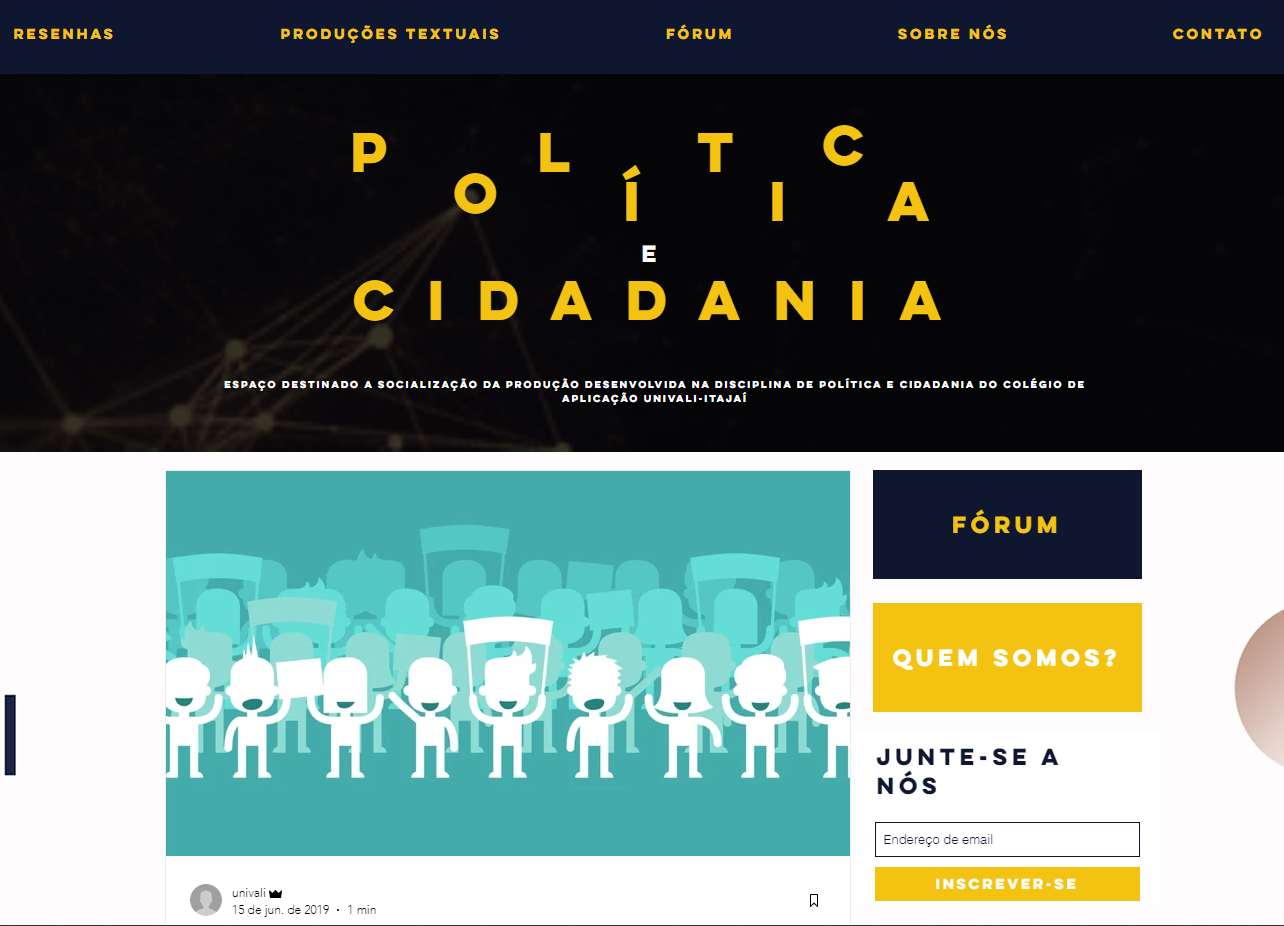 RESENHAS PRODUÇÕES TEXTUAIS FÓRUM SOBRE NÓS CONTATO
POLÍTICA
E
CIDADANIA
ESPAÇO DESTINADO A SOCIALIZAÇÃO DA PRODUÇÃO DESENVOLVIDA NA DISCIPLINA DE POLÍTICA E CIDADANIA DO COLÉGIO DE
APLICAÇÃO UNIVALI-ITAJAÍ
FÓRUM
QUEM SOMOS?
JUNTE-SE A
NÓS
Endereço de email
INSCREVER-SE
univali
15 de jun. de 2019 · 1 min